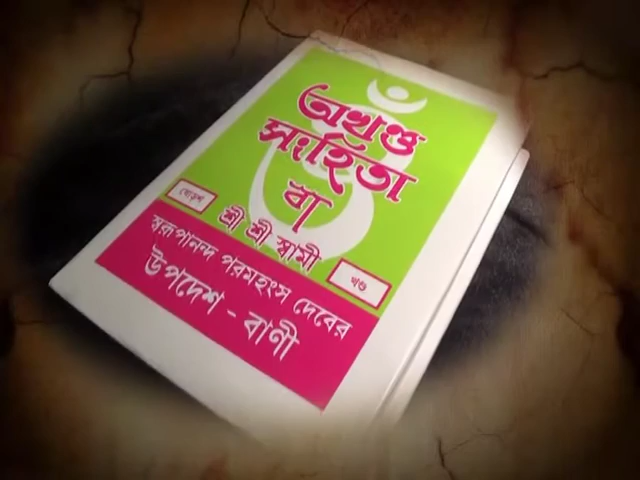 অখণ্ড
সংহিতা
বা
ষোড়শ
শ্রী শ্রী স্বামী
খণ্ড
স্বরূপানন্দ পরমহংস দেবের
উপদেশ - বাণী